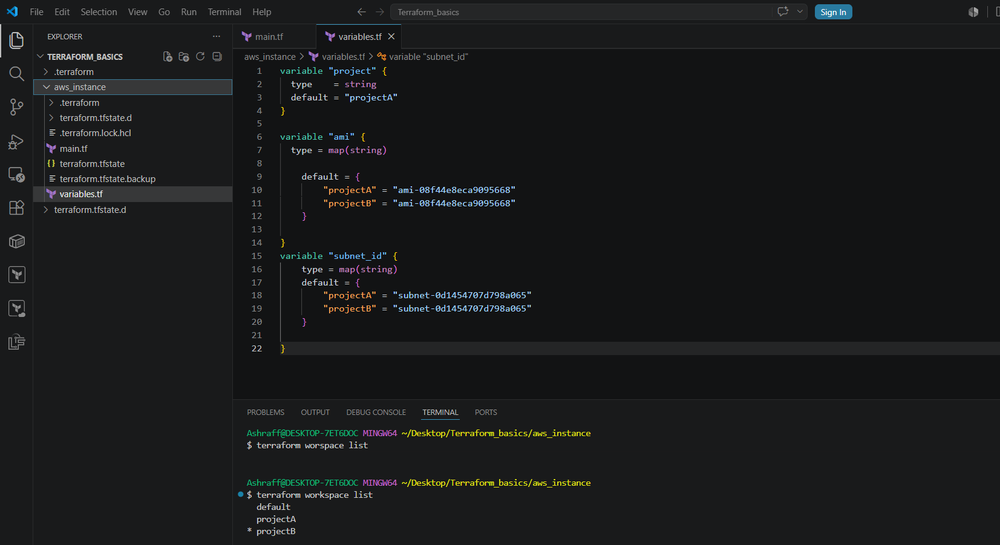 File Edit Selection View Go Run Terminal Help
Terraform_basics
Sign In
EXPLORER
TERRAFORM_BASICS
.terraform
aws_instance
.terraform
terraform.tfstate.d
.terraform.lock.hcl
main.tf
terraform.tfstate
terraform.tfstate.backup
variables.tf
terraform.tfstate.d
main.tf
variables.tf
aws_instance > variables.tf > variable "subnet_id"
1 variable "project" {
2 type = string
3 default = "projectA"
4 }
5
6 variable "ami" {
7 type = map(string)
8
9 default = {
10 "projectA" = "ami-08f44e8eca9095668"
11 "projectB" = "ami-08f44e8eca9095668"
12 }
13
14 }
15 variable "subnet_id" {
16 type = map(string)
17 default = {
18 "projectA" = "subnet-0d1454707d798a065"
19 "projectB" = "subnet-0d1454707d798a065"
20 }
21
22 }
PROBLEMS OUTPUT DEBUG CONSOLE TERMINAL PORTS
Ashraff@DESKTOP-7ET6DOC MINGW64 ~/Desktop/Terraform_basics/aws_instance
$ terraform worspace list
Ashraff@DESKTOP-7ET6DOC MINGW64 ~/Desktop/Terraform_basics/aws_instance
$ terraform workspace list
default
projectA
* projectB